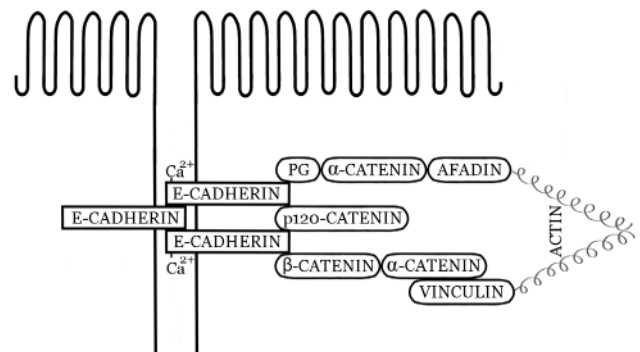 Ca2+
PG α-CATENIN AFADIN
E-CADHERIN
E-CADHERIN p120-CATENIN
E-CADHERIN
Ca2+
β-CATENIN α-CATENIN
VINCULIN
ACTIN